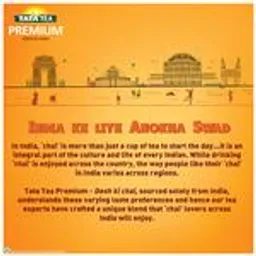 TATA TEA
PREMIUM
India ke liye Anokha Swad
In India, 'chai' is more than just a cup of tea to start the day...it is an
integral part of the culture and life of every Indian. While drinking
'chai' is enjoyed across the country, the way people like their 'chai'
in India varies across regions.
Tata Tea Premium - Desh ki chai, sourced solely from India,
understands these varying taste preferences and hence our tea
experts have crafted a unique blend that 'chai' lovers across
India will enjoy.